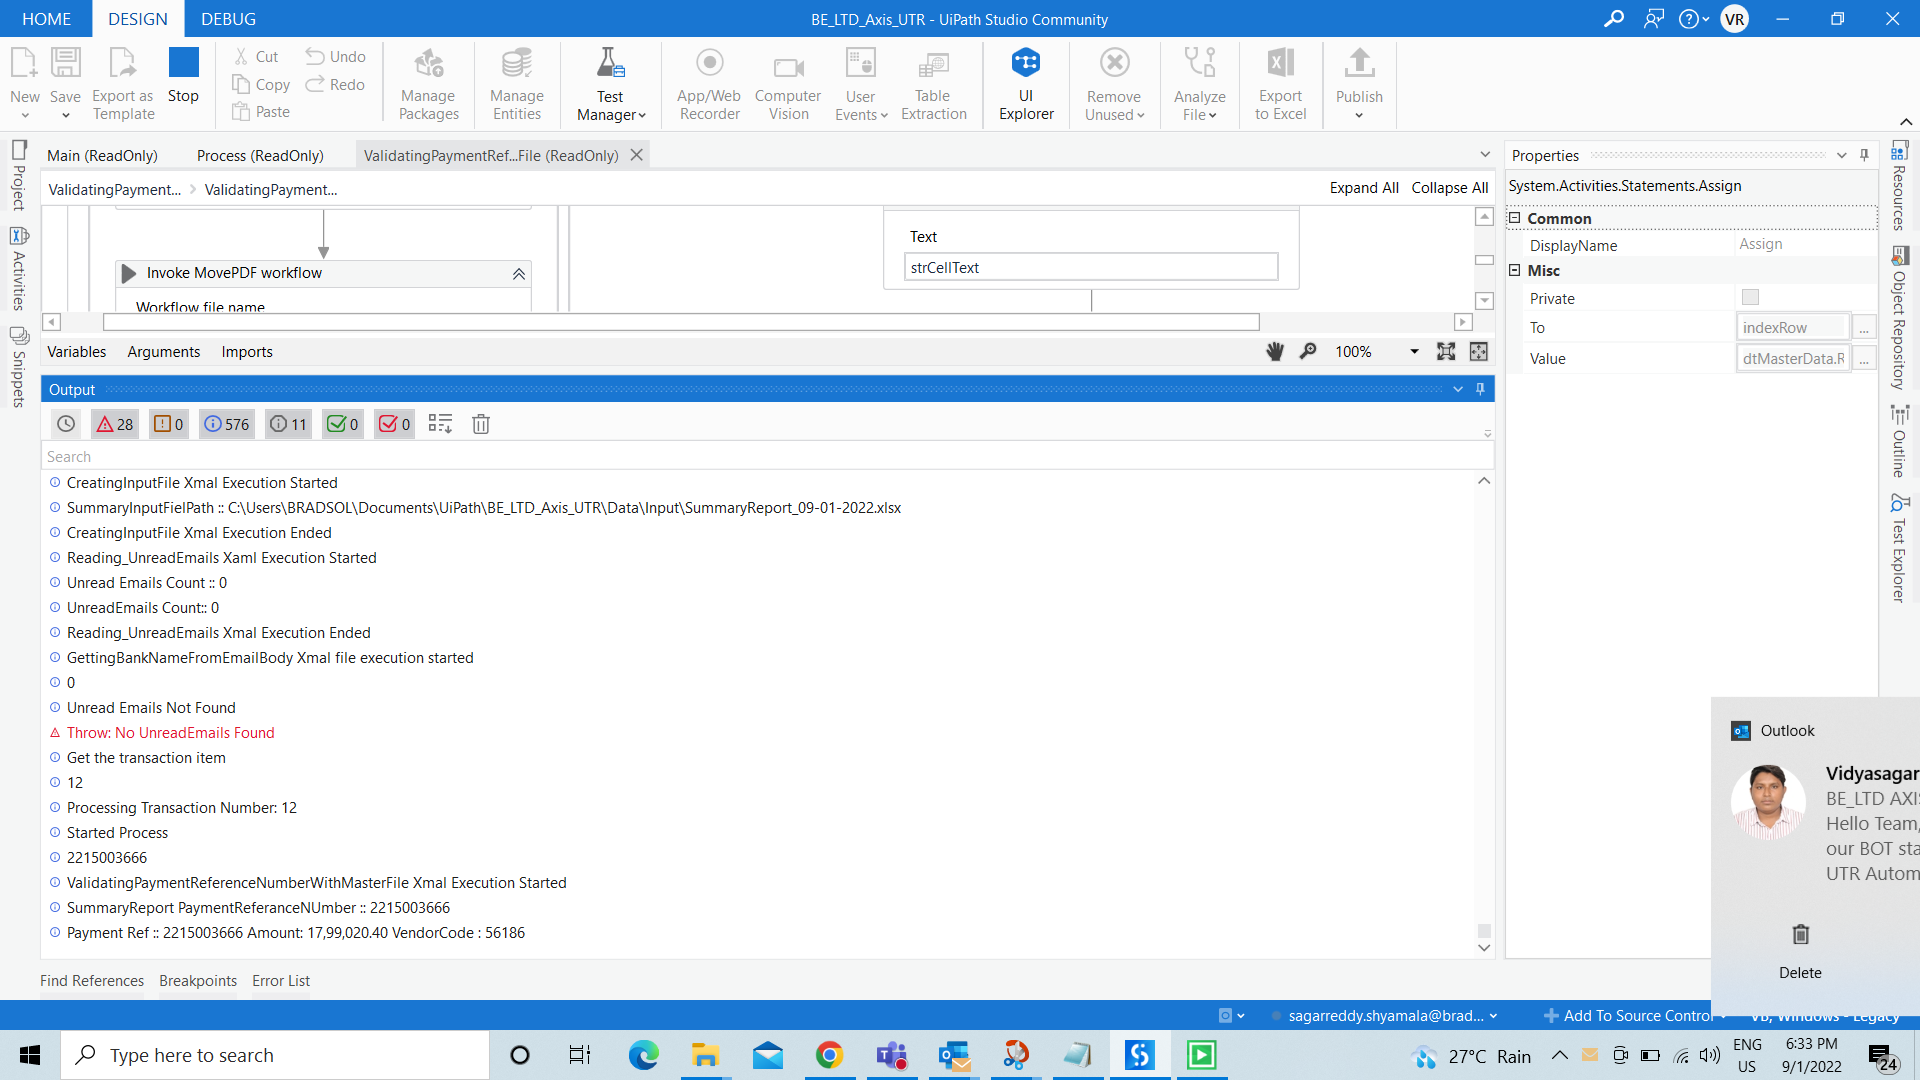 HOME DESIGN DEBUG
BE_LTD_Axis_UTR - UiPath Studio Community
VR
New
Save
Export as Template
Stop
Cut
Copy
Paste
Undo
Redo
Manage Packages
Manage Entities
Test Manager
App/Web Recorder
Computer Vision
User Events
Table Extraction
UI Explorer
Remove Unused
Analyze File
Export to Excel
Publish
Project
Activities
Snippets
Main (ReadOnly)
Process (ReadOnly)
ValidatingPaymentRef...File (ReadOnly)
ValidatingPayment... > ValidatingPayment...
Expand All Collapse All
Invoke MovePDF workflow
Workflow file name
Text
strCellText
Variables Arguments Imports
100%
Output
28
0
576
11
0
0
Search
CreatingInputFile Xmal Execution Started
SummaryInputFielPath :: C:\Users\BRADSOL\Documents\UiPath\BE_LTD_Axis_UTR\Data\Input\SummaryReport_09-01-2022.xlsx
CreatingInputFile Xmal Execution Ended
Reading_UnreadEmails Xaml Execution Started
Unread Emails Count :: 0
UnreadEmails Count:: 0
Reading_UnreadEmails Xmal Execution Ended
GettingBankNameFromEmailBody Xmal file execution started
0
Unread Emails Not Found
Throw: No UnreadEmails Found
Get the transaction item
12
Processing Transaction Number: 12
Started Process
2215003666
ValidatingPaymentReferenceNumberWithMasterFile Xmal Execution Started
SummaryReport PaymentReferanceNUmber :: 2215003666
Payment Ref :: 2215003666 Amount: 17,99,020.40 VendorCode : 56186
Find References Breakpoints Error List
Properties
System.Activities.Statements.Assign
Common
DisplayName Assign
Misc
Private
To indexRow ...
Value dtMasterData.R ...
Resources
Object Repository
Outline
Test Explorer
Outlook
Vidyasagar
BE_LTD AXIS
Hello Team,
our BOT sta
UTR Autom
Delete
sagarreddy.shyamala@brad...
Add To Source Control
VB, Windows - Legacy
Type here to search
27°C Rain
ENG
US
6:33 PM
9/1/2022
24